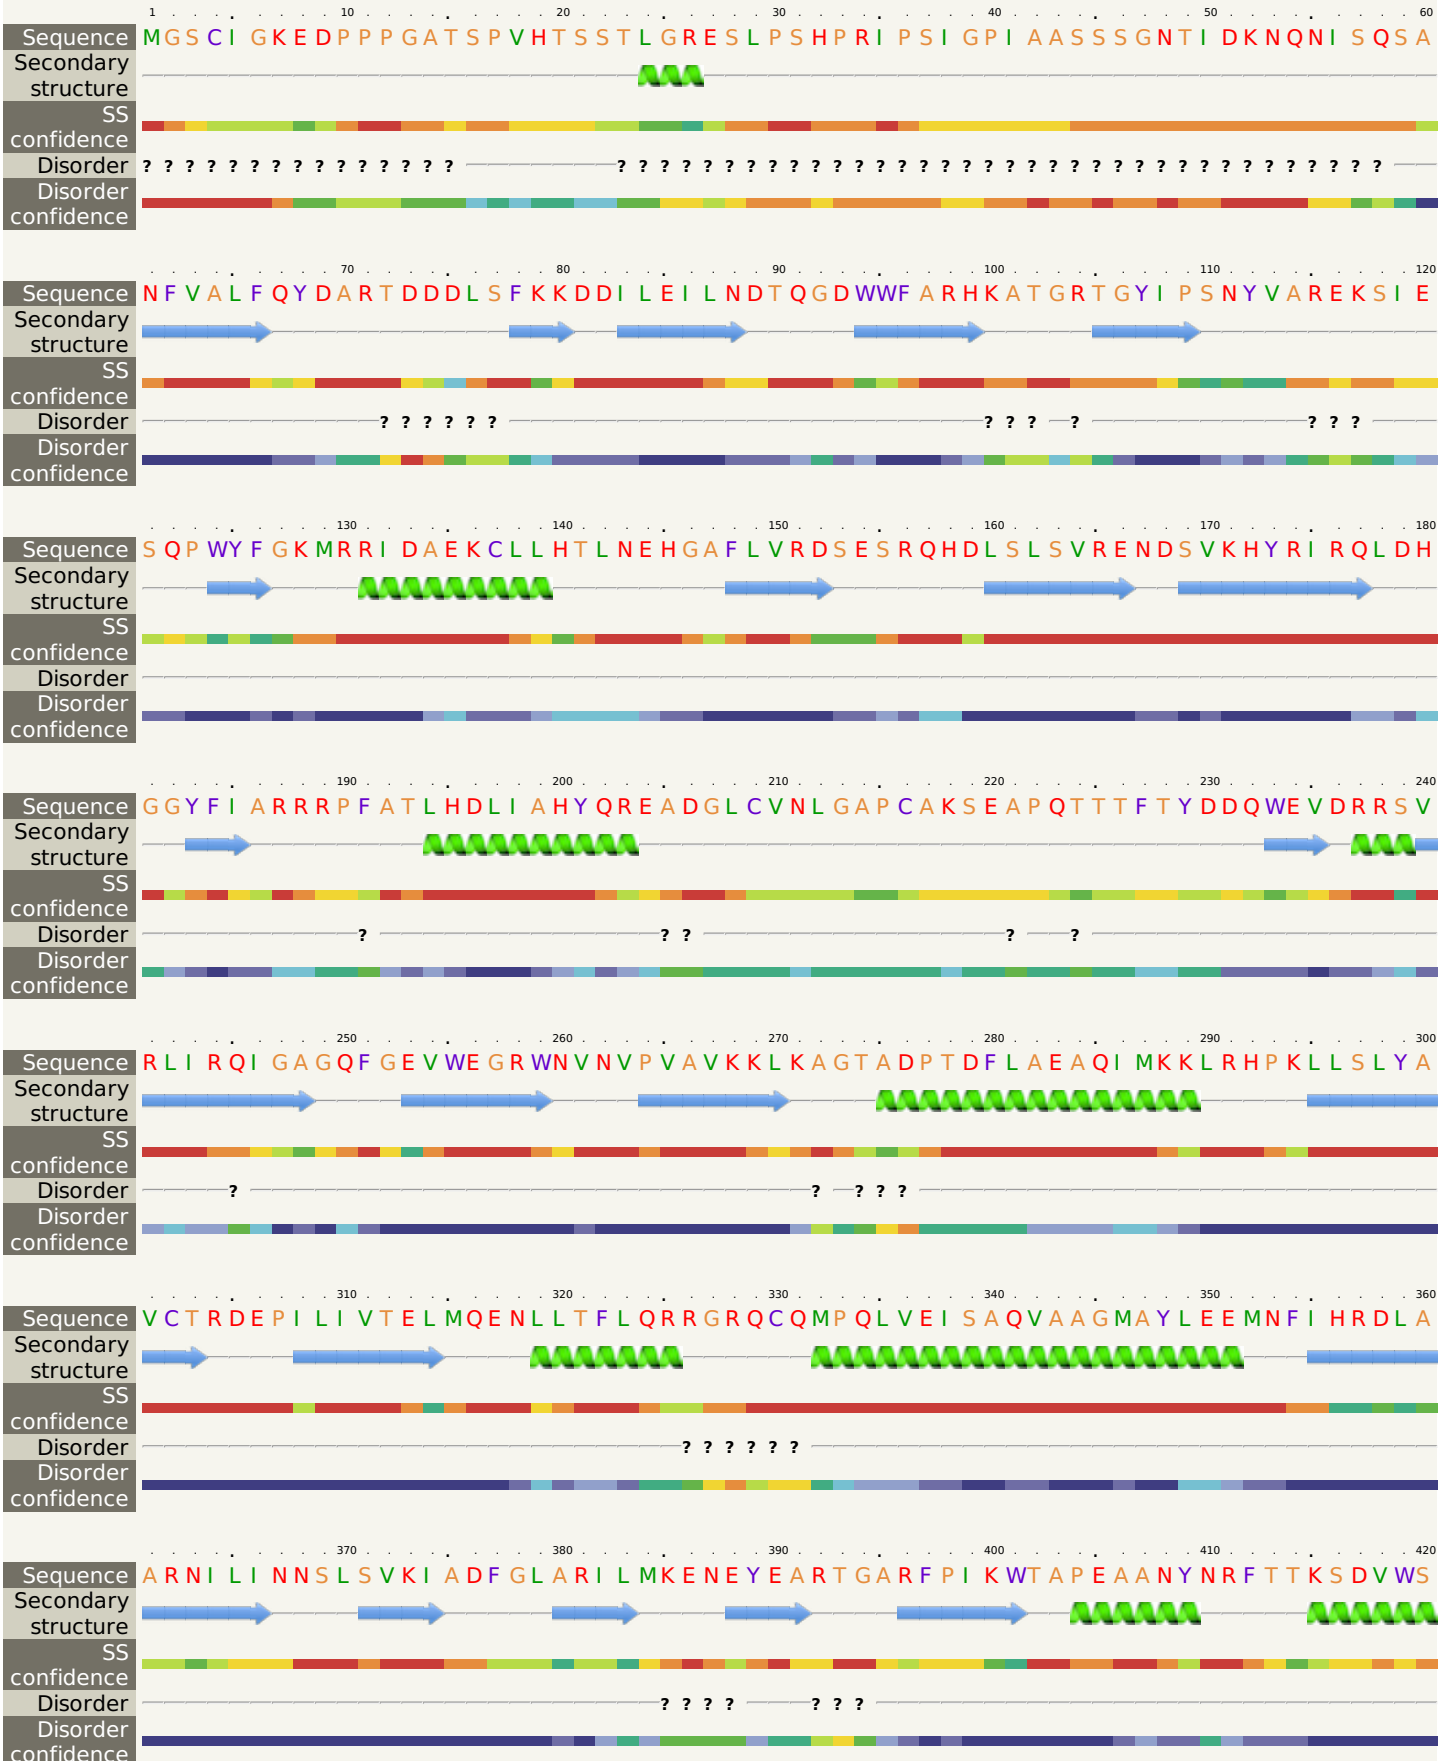 1 10 20 30 40 50 60
Sequence MGSCIGKEDPPPGATSPVHTSSTLGRESLPSHPRIPSIGPIAASSSGNTIDKNQNISQSA
Secondary
structure
SS
confidence
Disorder ? ? ? ? ? ? ? ? ? ? ? ? ? ? ? ? ? ? ? ? ? ? ? ? ? ? ? ? ? ? ? ? ? ? ? ? ? ? ? ? ? ? ? ? ? ? ? ? ? ? ?
Disorder
confidence
70 80 90 100 110 120
Sequence NFVALFQYDARTDDDLSFKKDDILEILNDTQGDWWFARHKATGRTGYIPSNYVAREKSIE
Secondary
structure
SS
confidence
Disorder ? ? ? ? ? ? ? ? ? ? ? ? ?
Disorder
confidence
130 140 150 160 170 180
Sequence SQPWYFGKMRRIDAEKCLLHTLNEHGAFLVRDSESRQHDLSLSVRENDSVKHYRIRQLDH
Secondary
structure
SS
confidence
Disorder
Disorder
confidence
190 200 210 220 230 240
Sequence GGYFIARRRPFATLHDLIAHYQREADGLCVNLGAPCAKSEAPQTTTFTYDDQWEVDRRSV
Secondary
structure
SS
confidence
Disorder ? ? ? ? ?
Disorder
confidence
250 260 270 280 290 300
Sequence RLIRQIGAGQFGEVWEGRWNVNVPVAVKKLKAGTADPTDFLAEAQIMKKLRHPKLLSLYA
Secondary
structure
SS
confidence
Disorder ? ? ? ? ?
Disorder
confidence
310 320 330 340 350 360
Sequence VCTRDEPILIVTELMQENLLTFLQRRGRQCQMPQLVEISAQVAAGMAYLEEMNFIHRDLA
Secondary
structure
SS
confidence
Disorder ? ? ? ? ? ?
Disorder
confidence
370 380 390 400 410 420
Sequence ARNILINNSLSVKIADFGLARILMKENEYEARTGARFPIKWTAPEAANYNRFTTKSDVWS
Secondary
structure
SS
confidence
Disorder ? ? ? ? ? ? ?
Disorder
confidence